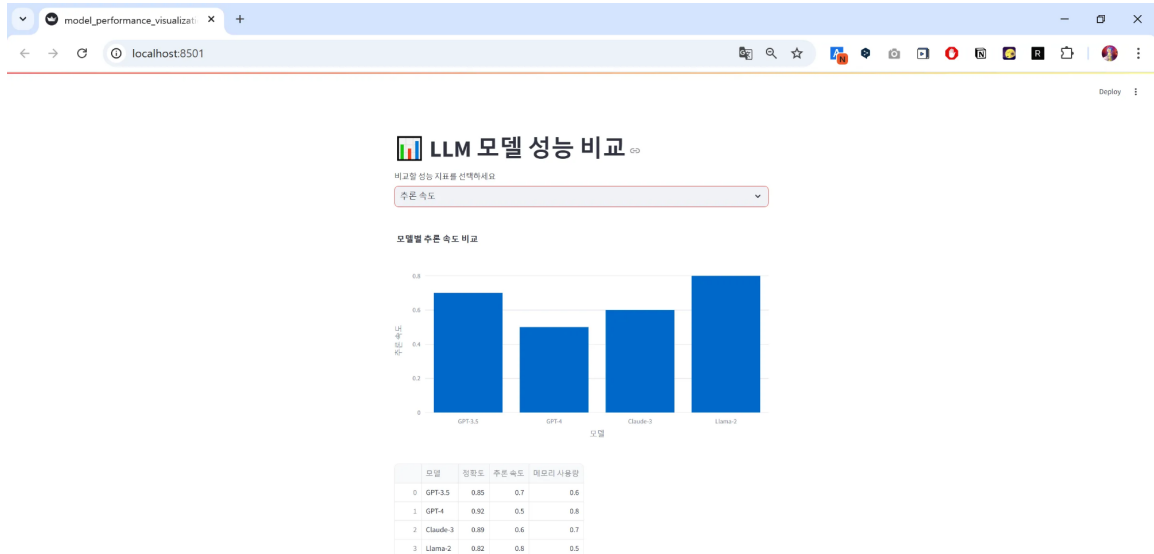 model_performance_visualizati
localhost:8501
Deploy
LLM 모델 성능 비교
비교할 성능 지표를 선택하세요
추론 속도
모델별 추론 속도 비교
0.8
0.6
0.4
0.2
0
추론 속도
GPT-3.5 GPT-4 Claude-3 Llama-2
모델
모델 정확도 추론 속도 메모리 사용량
0 GPT-3.5 0.85 0.7 0.6
1 GPT-4 0.92 0.5 0.8
2 Claude-3 0.89 0.6 0.7
3 Llama-2 0.82 0.8 0.5